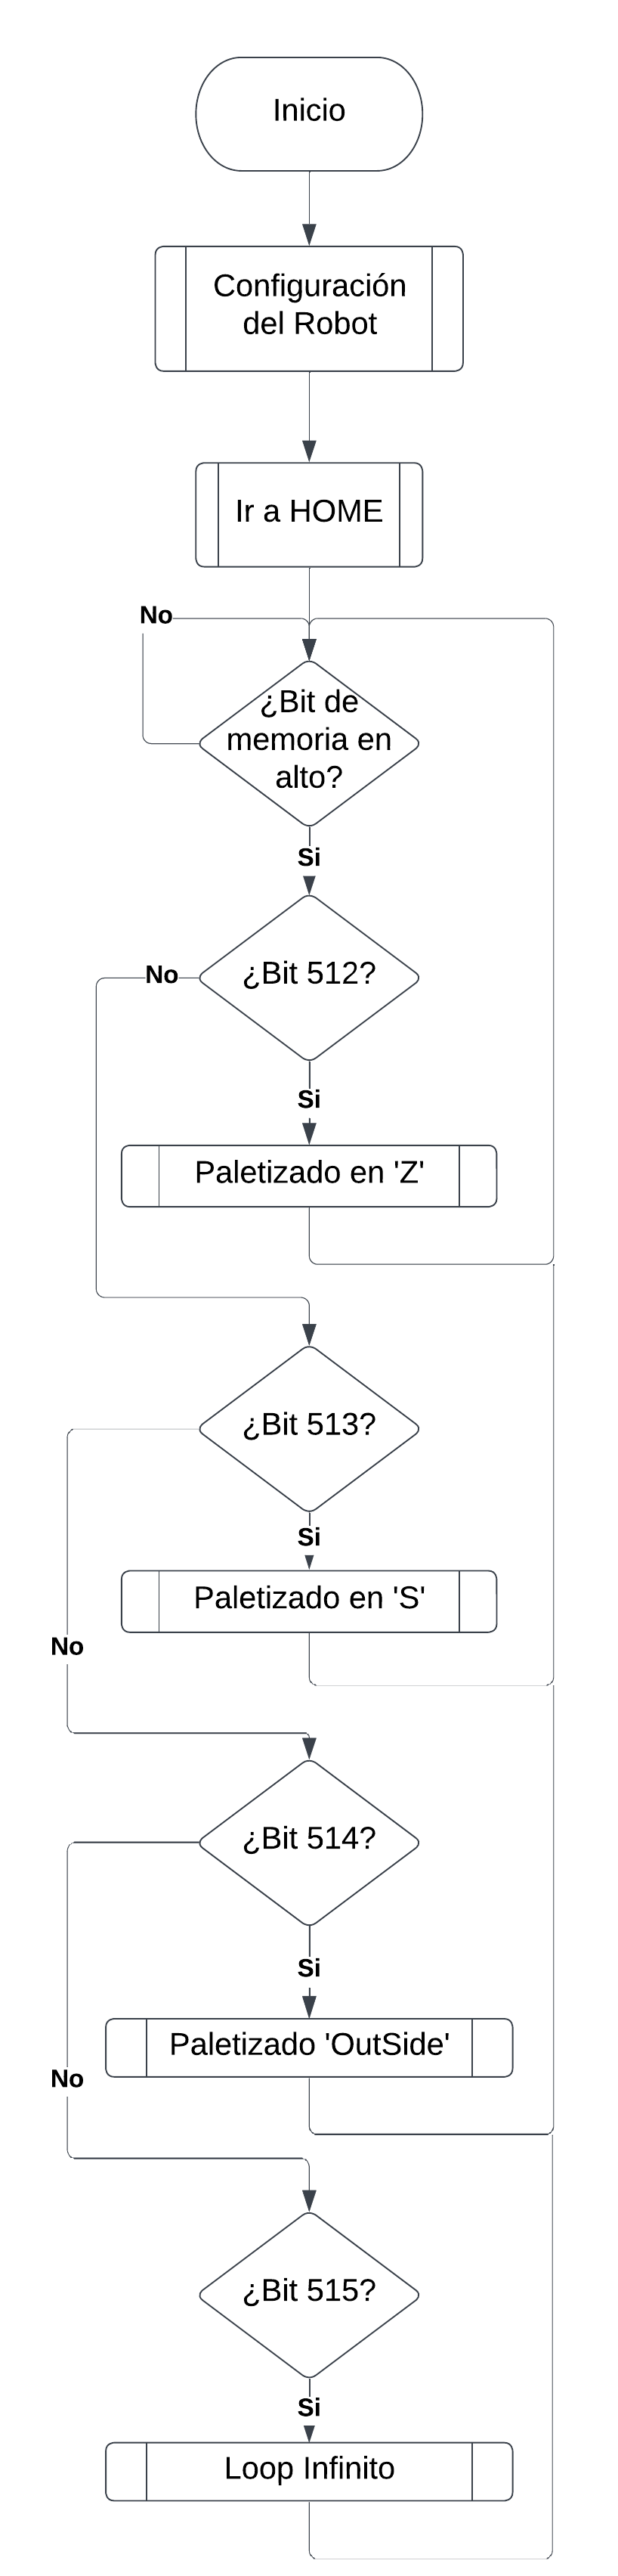 Inicio
Configuración
del Robot
Ir a HOME
No
¿Bit de
memoria en
alto?
Si
¿Bit 512?
No
Si
Paletizado en 'Z'
¿Bit 513?
Si
Paletizado en 'S'
No
¿Bit 514?
Si
Paletizado 'OutSide'
No
¿Bit 515?
Si
Loop Infinito